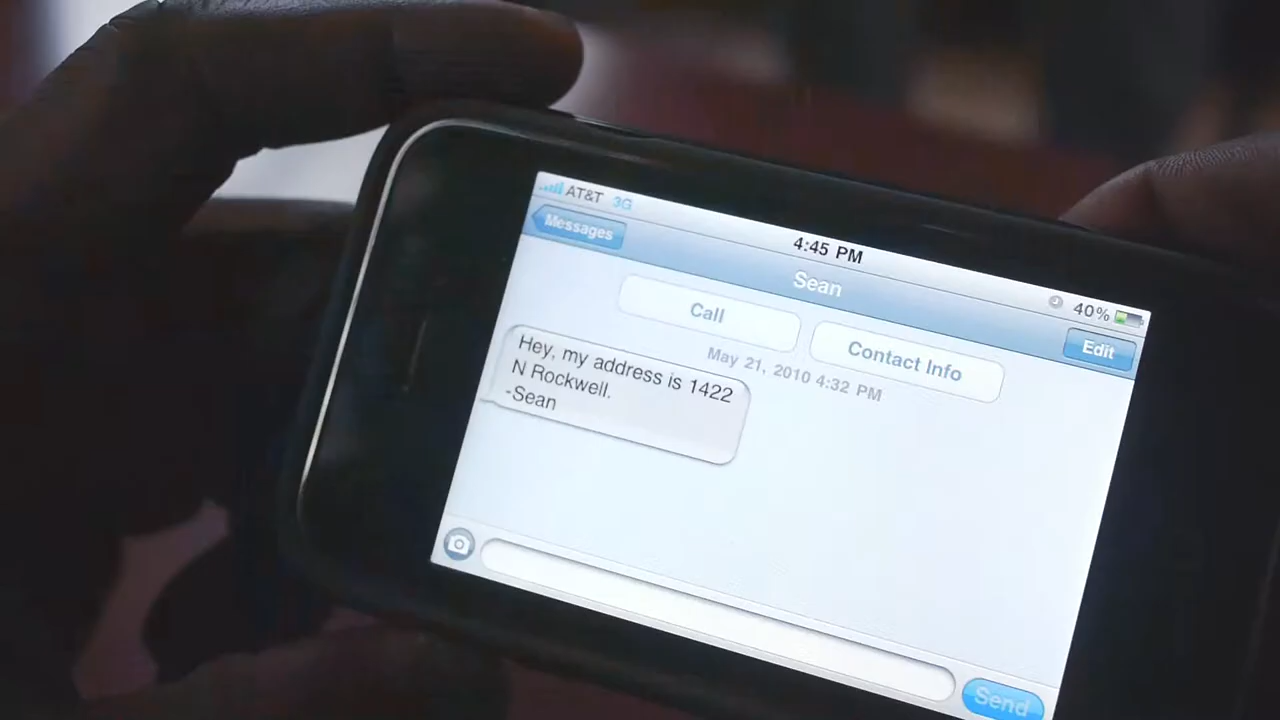 AT&T 3G
4:45 PM
40%
Messages
Sean
Edit
Call
Contact Info
May 21, 2010 4:32 PM
Hey, my address is 1422
N Rockwell.
-Sean
Send